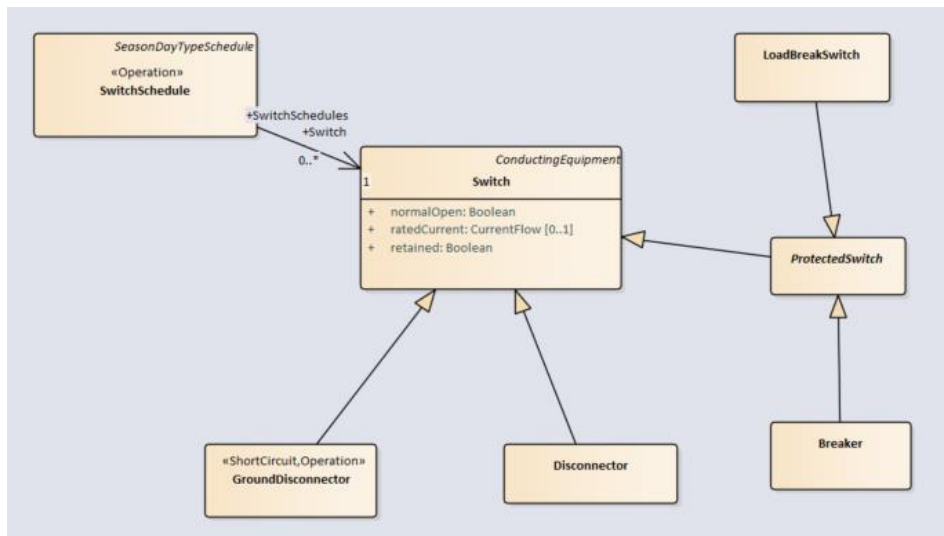 SeasonDayTypeSchedule
«Operation»
SwitchSchedule
+SwitchSchedules
+Switch
0..*
1
ConductingEquipment
Switch
+ normalOpen: Boolean
+ ratedCurrent: CurrentFlow [0..1]
+ retained: Boolean
LoadBreakSwitch
ProtectedSwitch
Breaker
«ShortCircuit,Operation»
GroundDisconnector
Disconnector